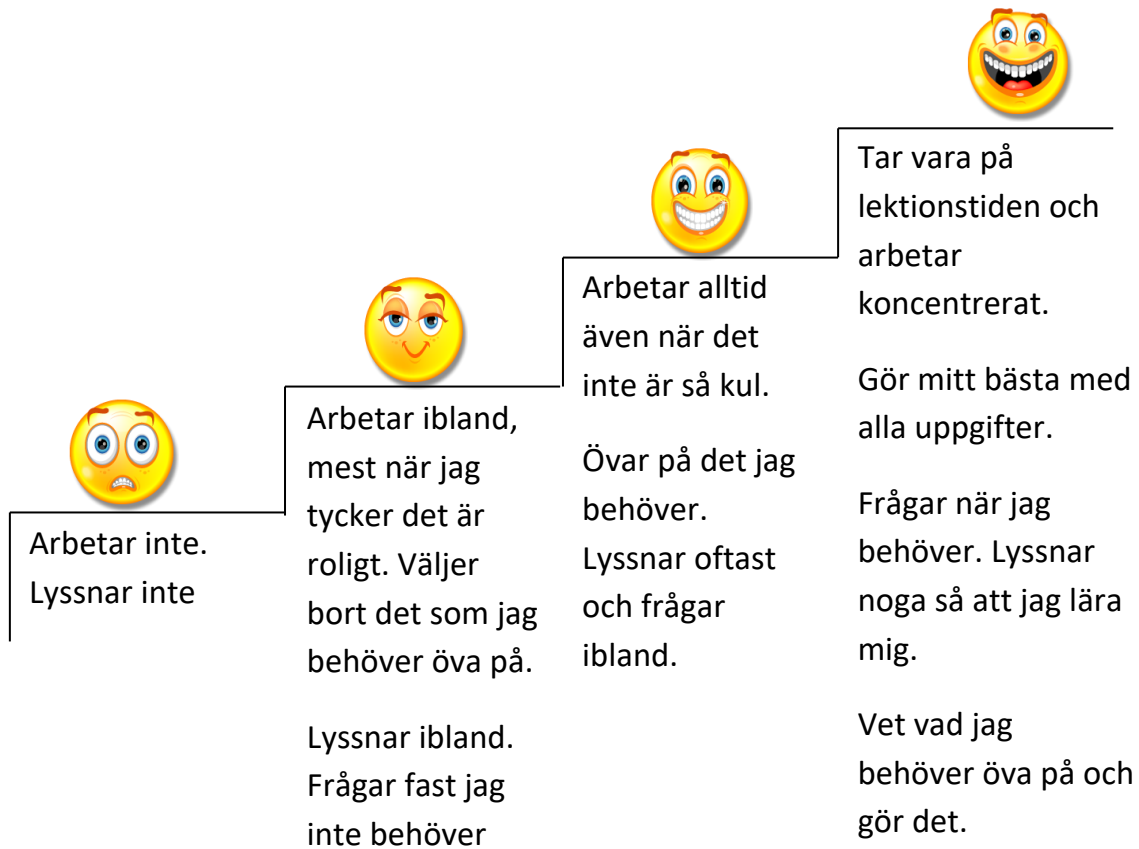 Arbetar inte.
Lyssnar inte
Arbetar ibland,
mest när jag
tycker det är
roligt. Väljer
bort det som jag
behöver öva på.
Lyssnar ibland.
Frågar fast jag
inte behöver
Arbetar alltid
även när det
inte är så kul.
Övar på det jag
behöver.
Lyssnar oftast
och frågar
ibland.
Tar vara på
lektionstiden och
arbetar
koncentrerat.
Gör mitt bästa med
alla uppgifter.
Frågar när jag
behöver. Lyssnar
noga så att jag lära
mig.
Vet vad jag
behöver öva på och
gör det.